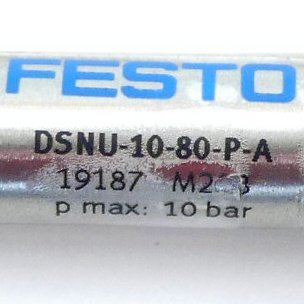 FESTO
DSNU-10-80-P-A
19187
p max: 10 bar